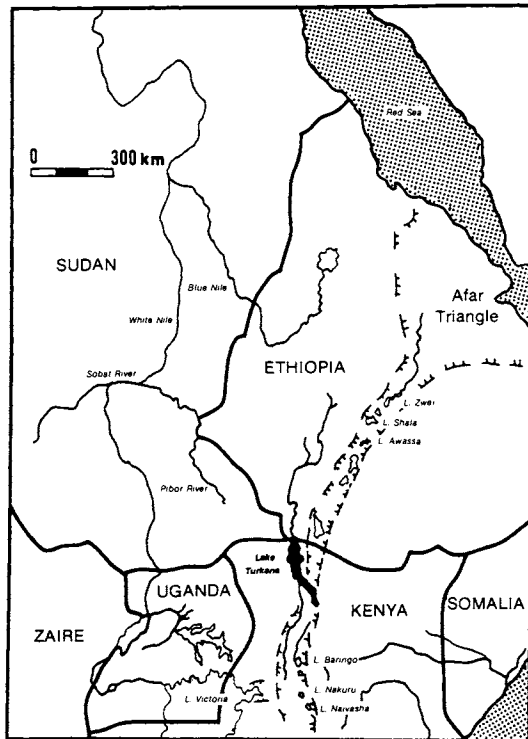 Red Sea
0 300 km
SUDAN
Blue Nile
White Nile
Afar
Triangle
ETHIOPIA
Sobat River
L. Zwei
L. Shala
L. Awassa
Pibor River
Lake
Turkana
UGANDA
KENYA
SOMALIA
ZAIRE
L. Baringo
L. Nakuru
L. Victoria
L. Naivasha